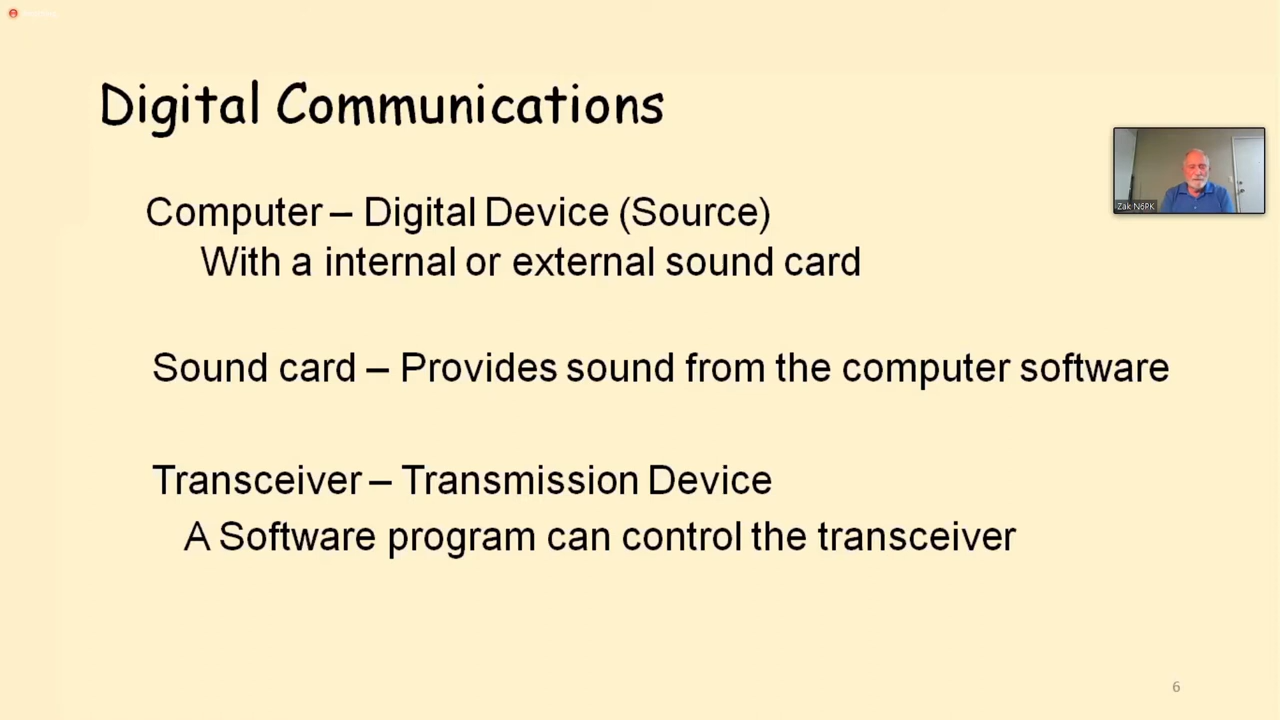 Digital Communications
Computer – Digital Device (Source)
With a internal or external sound card
Zak N6PK
Sound card – Provides sound from the computer software
Transceiver – Transmission Device
A Software program can control the transceiver
6